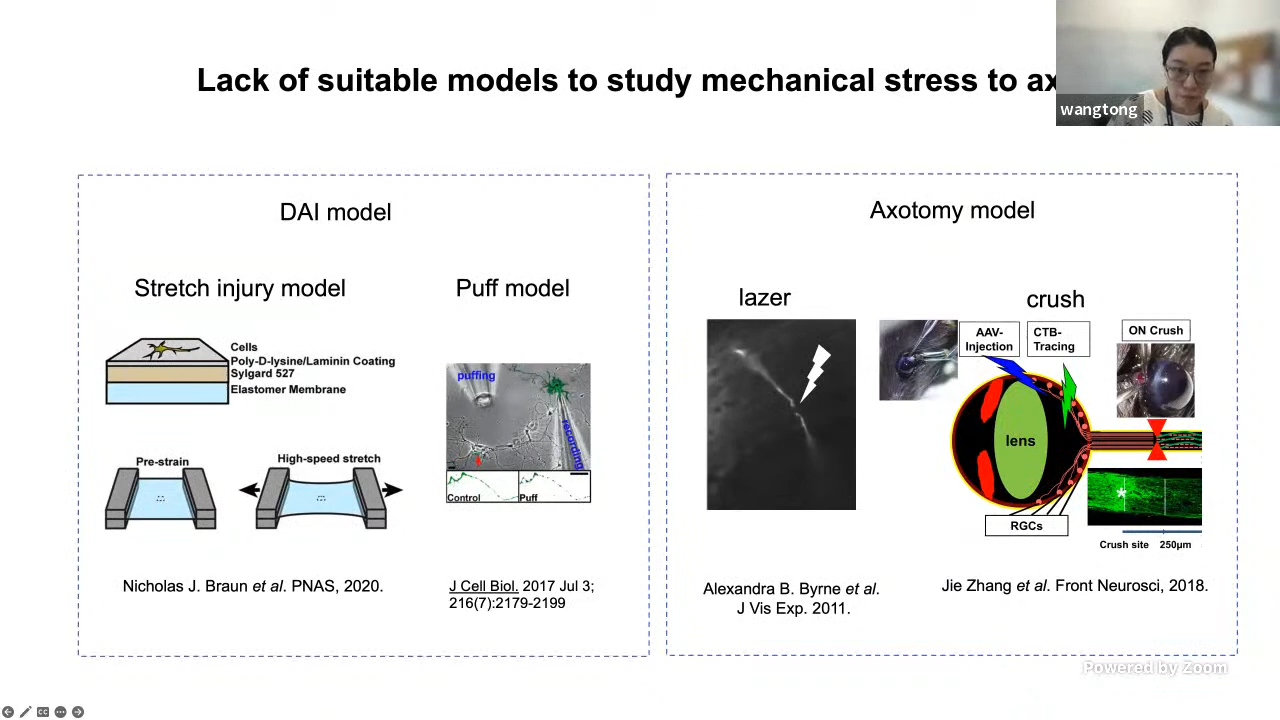 Lack of suitable models to study mechanical stress to ax
wangtong
DAI model
Stretch injury model
Puff model
Cells
Poly-D-lysine/Laminin Coating
Sylgard 527
Elastomer Membrane
Pre-strain
High-speed stretch
puffing
recording
Control
Puff
Nicholas J. Braun et al. PNAS, 2020.
J Cell Biol. 2017 Jul 3;
216(7):2179-2199
Axotomy model
lazer
crush
AAV-
Injection
CTB-
Tracing
ON Crush
lens
RGCs
*
Crush site 250μm
Alexandra B. Byrne et al.
J Vis Exp. 2011.
Jie Zhang et al. Front Neurosci, 2018.
Powered by Zoom
CC